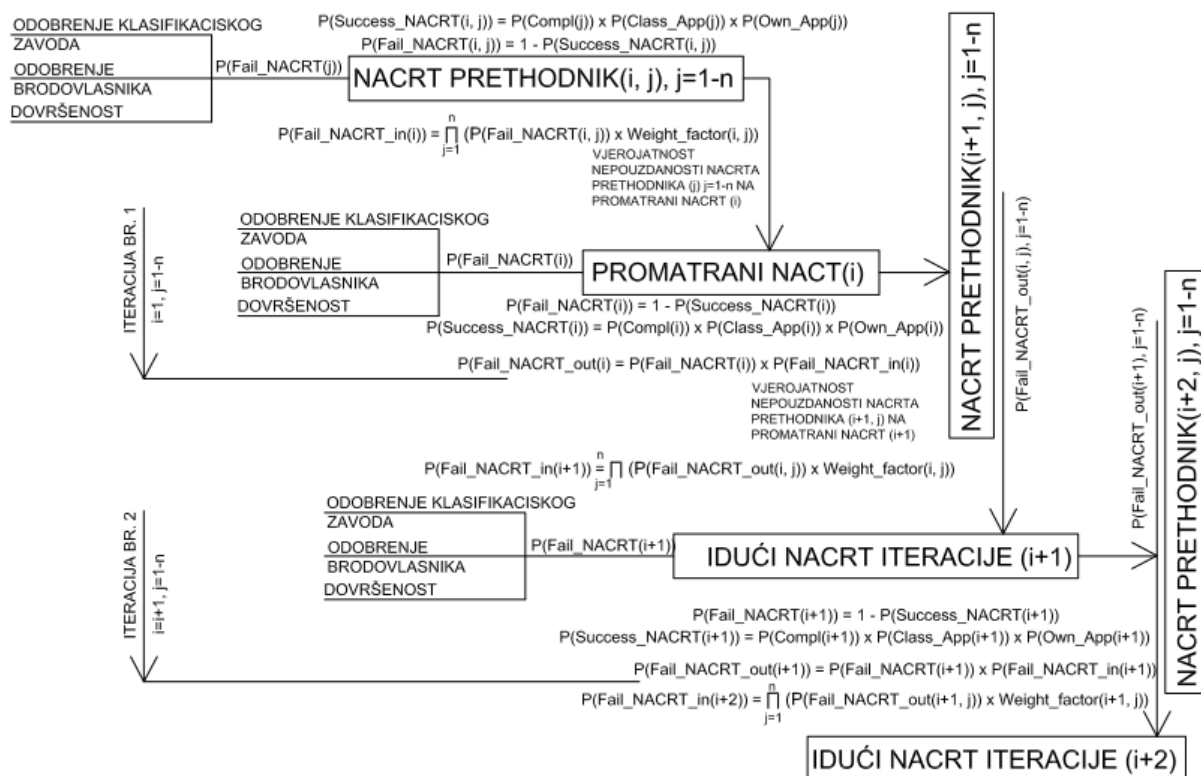 P(Success_NACRT(i, j)) = P(Compl(j)) x P(Class_App(j)) x P(Own_App(j))
P(Fail_NACRT(i, j)) = 1 - P(Success_NACRT(i, j))
ODOBRENJE KLASIFIKACISKOG
ZAVODA
ODOBRENJE
BRODOVLASNIKA
DOVRŠENOST
P(Fail_NACRT(j))
NACRT PRETHODNIK(i, j), j=1-n
P(Fail_NACRT_in(i)) = n ∏ j=1 (P(Fail_NACRT(i, j)) x Weight_factor(i, j))
VJEROJATNOST
NEPOUZDANOSTI NACRTA
PRETHODNIKA (j) j=1-n NA
PROMATRANI NACRT (i)
NACRT PRETHODNIK(i+1, j), j=1-n
ITERACIJA BR. 1
i=1, j=1-n
ODOBRENJE KLASIFIKACISKOG
ZAVODA
ODOBRENJE
BRODOVLASNIKA
DOVRŠENOST
P(Fail_NACRT(i))
PROMATRANI NACT(i)
P(Fail_NACRT(i)) = 1 - P(Success_NACRT(i))
P(Success_NACRT(i)) = P(Compl(i)) x P(Class_App(i)) x P(Own_App(i))
P(Fail_NACRT_out(i) = P(Fail_NACRT(i)) x P(Fail_NACRT_in(i))
P(Fail_NACRT_out(i, j), j=1-n)
VJEROJATNOST
NEPOUZDANOSTI NACRTA
PRETHODNIKA (i+1, j) NA
PROMATRANI NACRT (i+1)
P(Fail_NACRT_in(i+1)) = n ∏ j=1 (P(Fail_NACRT_out(i, j)) x Weight_factor(i, j))
P(Fail_NACRT_out(i+1), j=1-n)
NACRT PRETHODNIK(i+2, j), j=1-n
ITERACIJA BR. 2
i=i+1, j=1-n
ODOBRENJE KLASIFIKACISKOG
ZAVODA
ODOBRENJE
BRODOVLASNIKA
DOVRŠENOST
P(Fail_NACRT(i+1))
IDUĆI NACRT ITERACIJE (i+1)
P(Fail_NACRT(i+1)) = 1 - P(Success_NACRT(i+1))
P(Success_NACRT(i+1)) = P(Compl(i+1)) x P(Class_App(i+1)) x P(Own_App(i+1))
P(Fail_NACRT_out(i+1)) = P(Fail_NACRT(i+1)) x P(Fail_NACRT_in(i+1))
P(Fail_NACRT_in(i+2)) = n ∏ j=1 (P(Fail_NACRT_out(i+1, j)) x Weight_factor(i+1, j))
IDUĆI NACRT ITERACIJE (i+2)